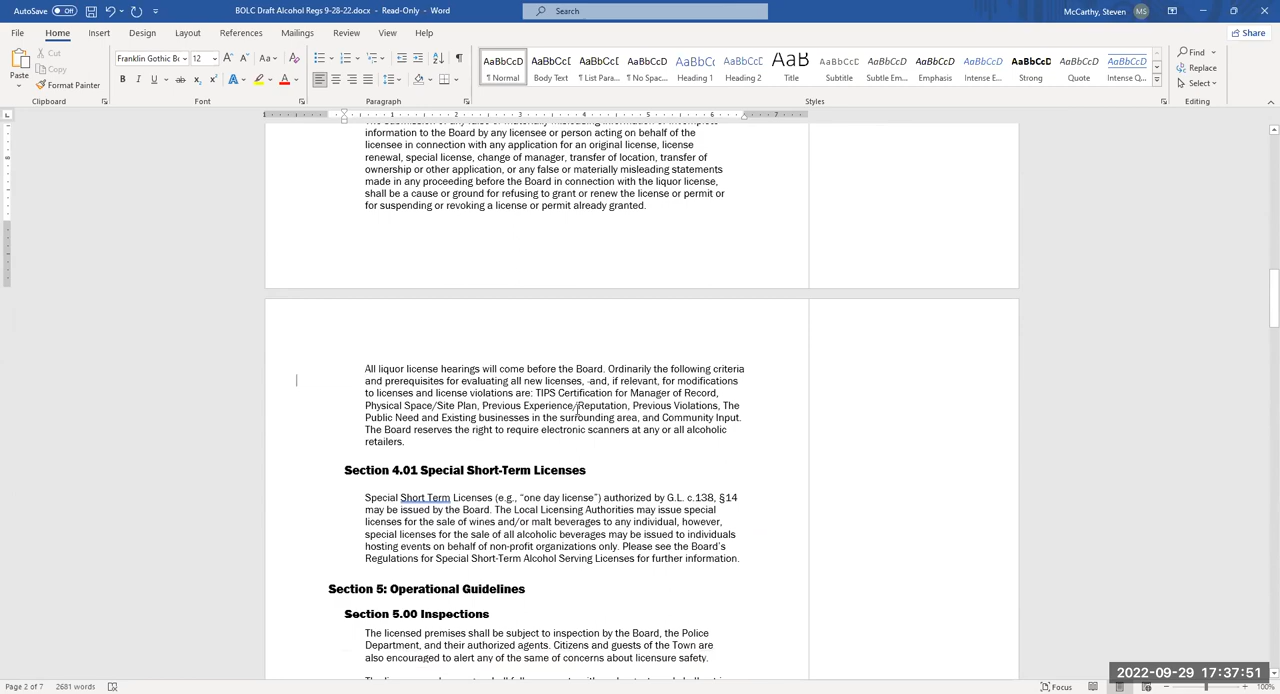 AutoSave Off BOLC Draft Alcohol Regs 9-28-22.docx - Read-Only - Word Search McCarthy, Steven MS
File Home Insert Design Layout References Mailings Review View Help Share
Paste Cut Copy Format Painter
Franklin Gothic Bo 12
AaBbCcD AaBbCcI AaBbCcI AaBbCcD AaBbC AaBbCcD AaB AaBbCcD AaBbCcD AaBbCcD AaBbCcD AaBbCcD AaBbCcD AaBbCcD
¶ Normal Body Text ¶ List Para... ¶ No Spac... Heading 1 Heading 2 Title Subtitle Subtle Em... Emphasis Intense E... Strong Quote Intense Q...
Find Replace Select
Clipboard Font Paragraph Styles Editing
information to the Board by any licensee or person acting on behalf of the
licensee in connection with any application for an original license, license
renewal, special license, change of manager, transfer of location, transfer of
ownership or other application, or any false or materially misleading statements
made in any proceeding before the Board in connection with the liquor license,
shall be a cause or ground for refusing to grant or renew the license or permit or
for suspending or revoking a license or permit already granted.
All liquor license hearings will come before the Board. Ordinarily the following criteria
and prerequisites for evaluating all new licenses, -and, if relevant, for modifications
to licenses and license violations are: TIPS Certification for Manager of Record,
Physical Space/Site Plan, Previous Experience/Reputation, Previous Violations, The
Public Need and Existing businesses in the surrounding area, and Community Input.
The Board reserves the right to require electronic scanners at any or all alcoholic
retailers.
Section 4.01 Special Short-Term Licenses
Special Short Term Licenses (e.g., “one day license”) authorized by G.L. c.138, §14
may be issued by the Board. The Local Licensing Authorities may issue special
licenses for the sale of wines and/or malt beverages to any individual, however,
special licenses for the sale of all alcoholic beverages may be issued to individuals
hosting events on behalf of non-profit organizations only. Please see the Board’s
Regulations for Special Short-Term Alcohol Serving Licenses for further information.
Section 5: Operational Guidelines
Section 5.00 Inspections
The licensed premises shall be subject to inspection by the Board, the Police
Department, and their authorized agents. Citizens and guests of the Town are
also encouraged to alert any of the same of concerns about licensure safety.
2022-09-29 17:37:51
Page 2 of 7 2681 words Focus 100%